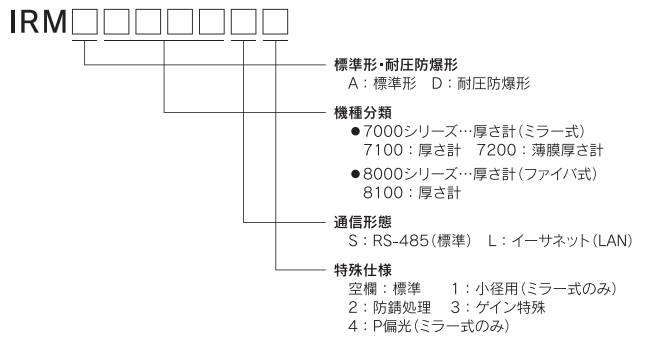 IRM□□□□□□□
標準形・耐圧防爆形
A：標準形 D：耐圧防爆形
機種分類
●7000シリーズ…厚さ計（ミラー式）
7100：厚さ計 7200：薄膜厚さ計
●8000シリーズ…厚さ計（ファイバ式）
8100：厚さ計
通信形態
S：RS-485（標準） L：イーサネット（LAN）
特殊仕様
空欄：標準 1：小径用（ミラー式のみ）
2：防錆処理 3：ゲイン特殊
4：P偏光（ミラー式のみ）